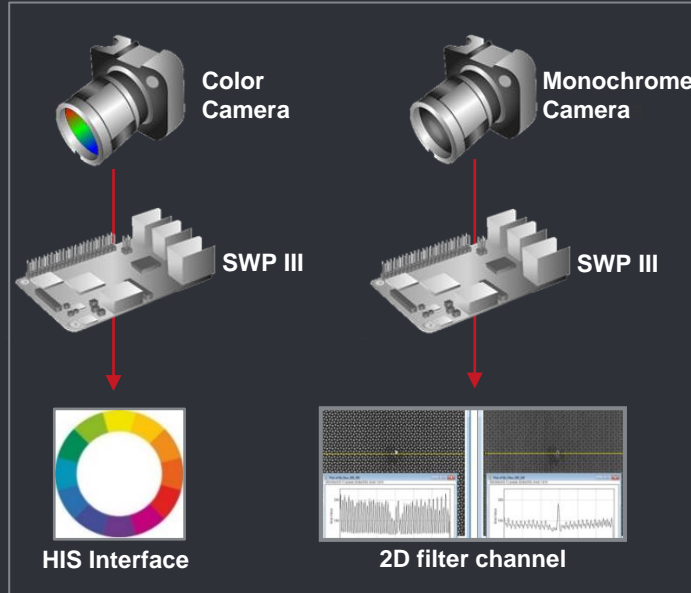 Color
Camera
Monochrome
Camera
SWP III
SWP III
HIS Interface
2D filter channel